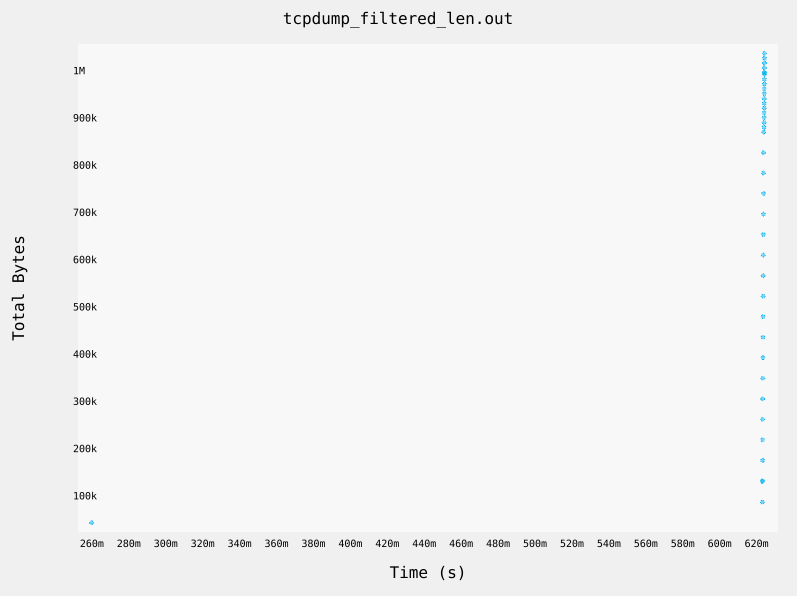 tcpdump_filtered_len.out
Total Bytes
1M
900k
800k
700k
600k
500k
400k
300k
200k
100k
260m 280m 300m 320m 340m 360m 380m 400m 420m 440m 460m 480m 500m 520m 540m 560m 580m 600m 620m
Time (s)